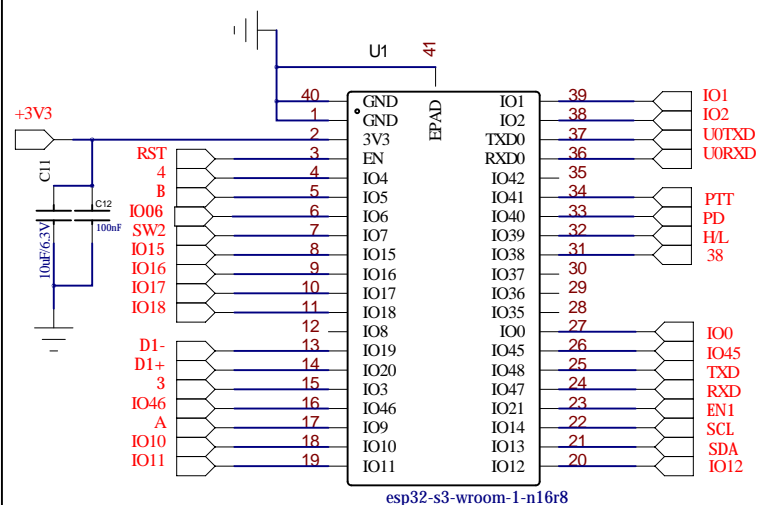 U1
41
EPAD
+3V3
C11
10uF/6.3V
C12
100nF
40 GND IO1 39 IO1
1 GND IO2 38 IO2
2 3V3 TXD0 37 U0TXD
RST 3 EN RXD0 36 U0RXD
4 4 IO4 IO42 35
B 5 IO5 IO41 34 PTT
IO06 6 IO6 IO40 33 PD
SW2 7 IO7 IO39 32 H/L
IO15 8 IO15 IO38 31 38
IO16 9 IO16 IO37 30
IO17 10 IO17 IO36 29
IO18 11 IO18 IO35 28
12 IO8 IO0 27 IO0
D1- 13 IO19 IO45 26 IO45
D1+ 14 IO20 IO48 25 TXD
3 15 IO3 IO47 24 RXD
IO46 16 IO46 IO21 23 EN1
A 17 IO9 IO14 22 SCL
IO10 18 IO10 IO13 21 SDA
IO11 19 IO11 IO12 20 IO12
esp32-s3-wroom-1-n16r8